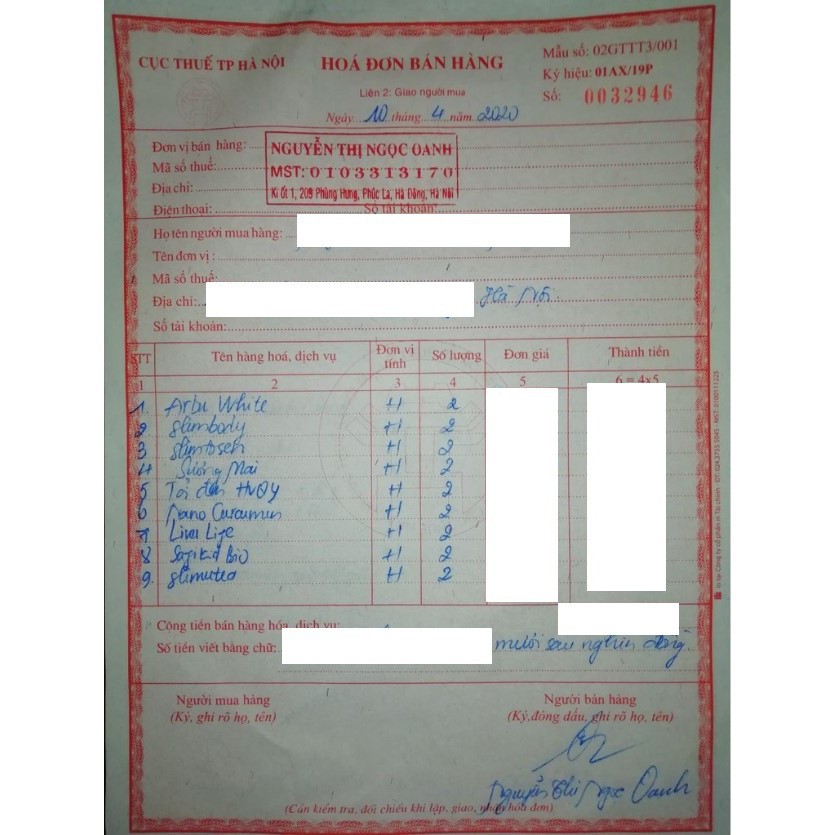 CỤC THUẾ TP HÀ NỘI
HOÁ ĐƠN BÁN HÀNG
Liên 2: Giao người mua
Ngày 10 tháng 4 năm 2020
Mẫu số: 02GTTT3/001
Ký hiệu: 01AX/19P
Số: 0032946
Đơn vị bán hàng: NGUYỄN THỊ NGỌC OANH
Mã số thuế: MST: 0103313170
Địa chỉ: Ki ốt 1, 209 Phùng Hưng, Phúc La, Hà Đông, Hà Nội
Điện thoại: Số tài khoản:
Họ tên người mua hàng:
Tên đơn vị:
Mã số thuế:
Địa chỉ: Hà Nội
Số tài khoản:
STT Tên hàng hoá, dịch vụ Đơn vị tính Số lượng Đơn giá Thành tiền
1 2 3 4 5 6 = 4x5
1. Arbu White H 2
2 Slimbody H 2
3 H 2
4 Sương Mai H 2
5 Tỏi đen HVQY H 2
6 Nano Curcumin H 2
7 Livu Life H 2
8 Sagikid Bio H 2
9. Slimutea H 2
Cộng tiền bán hàng hóa, dịch vụ:
Số tiền viết bằng chữ: mươi sáu nghìn đồng.
Người mua hàng
(Ký, ghi rõ họ, tên)
Người bán hàng
(Ký, đóng dấu, ghi rõ họ, tên)
Nguyễn Thị Ngọc Oanh
(Cần kiểm tra, đối chiếu khi lập, giao, nhận hóa đơn)